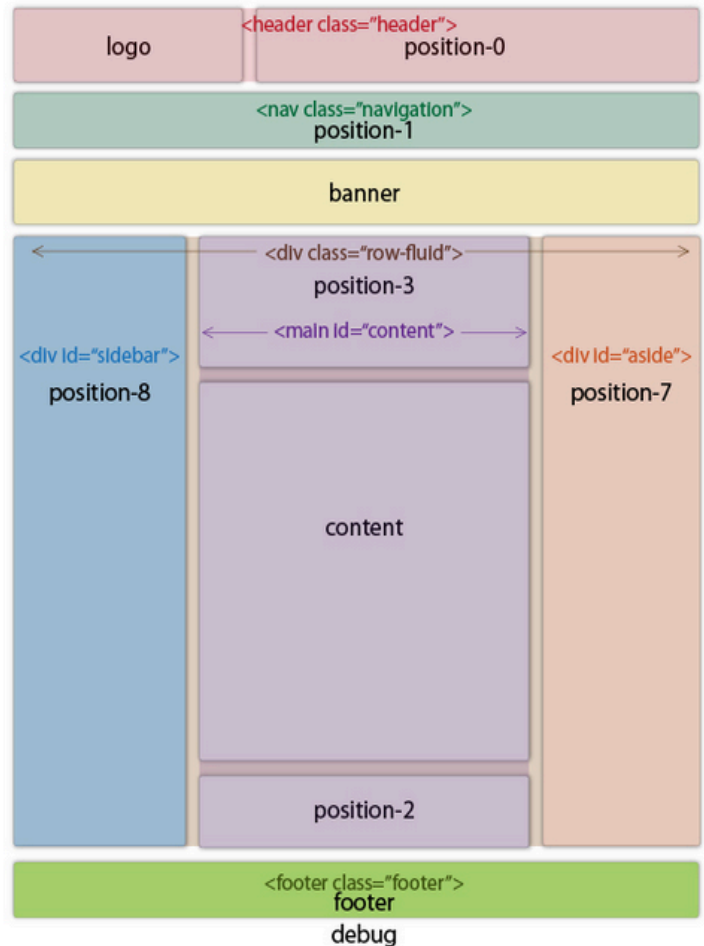 <header class="header">
logo
position-0
<nav class="navigation">
position-1
banner
<div class="row-fluid">
position-3
<main id="content">
<div id="sidebar">
position-8
<div id="aside">
position-7
content
position-2
<footer class="footer">
footer
debug